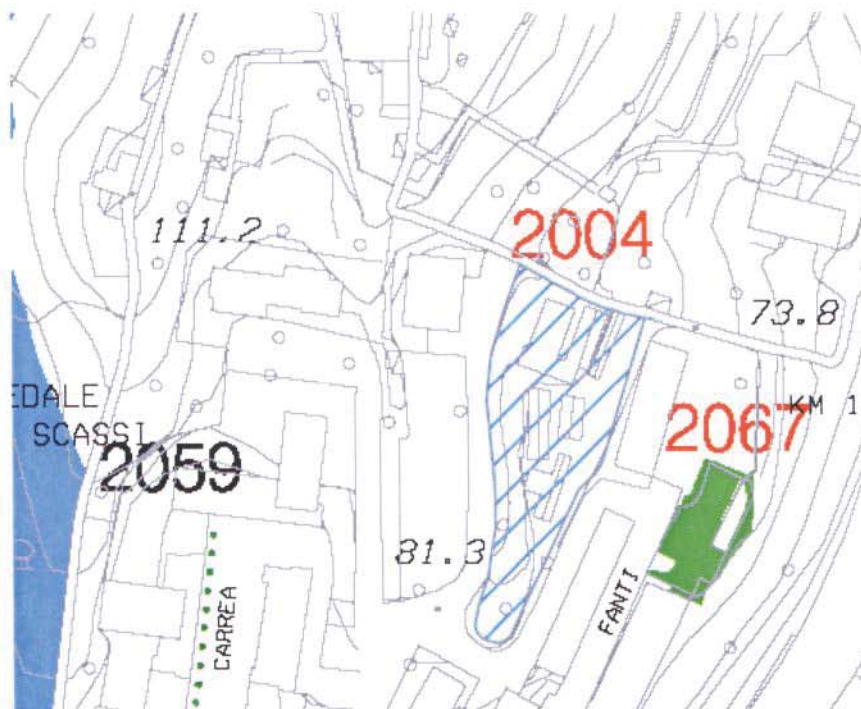 2004
111.2
73.8
EDALE
SCASSI
2067
KM 1
2059
81.3
FANTI
CARREA